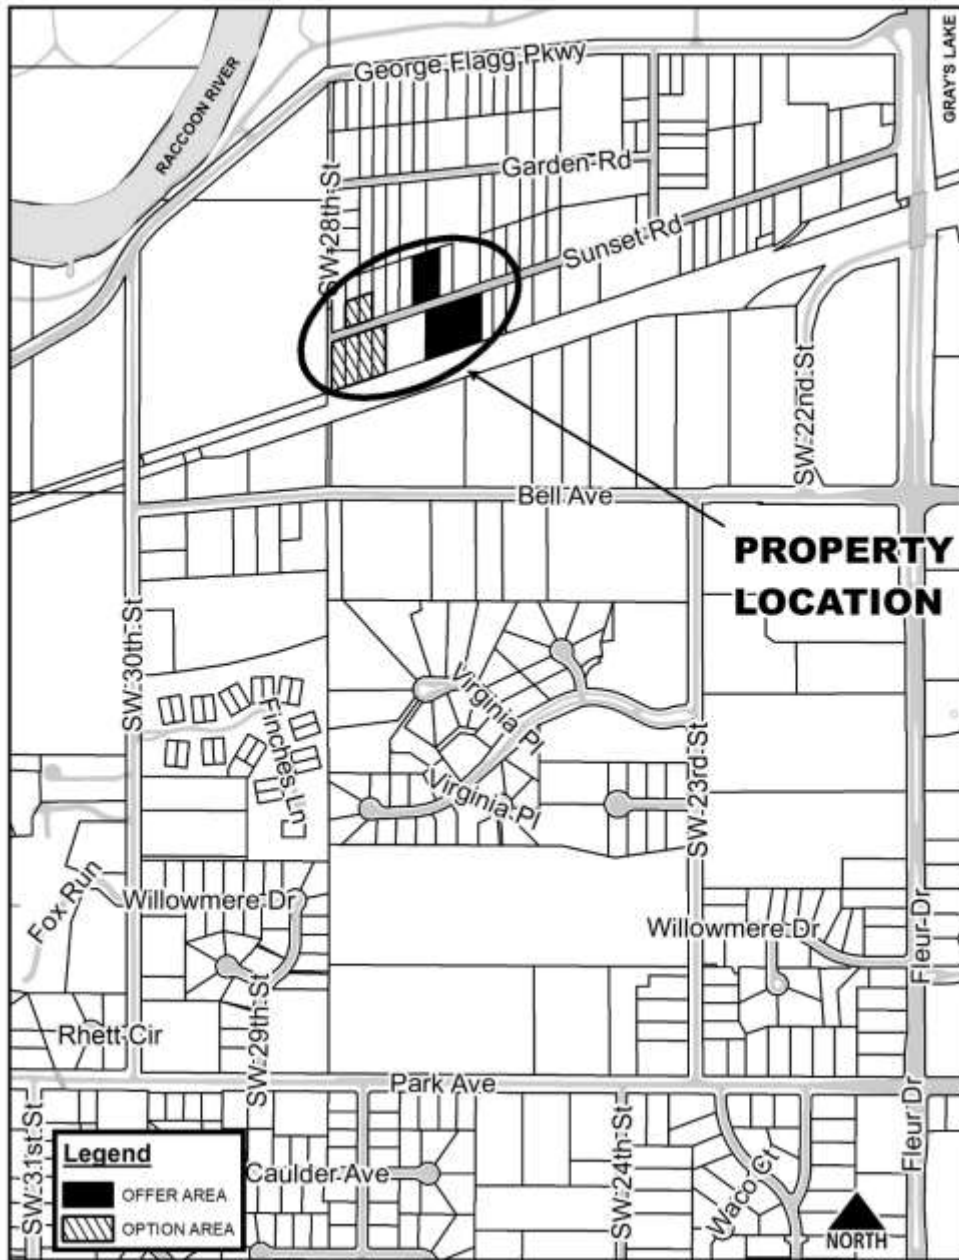 George Flagg Pkwy
GRAY'S LAKE
RACCOON RIVER
Garden Rd
SW 28th St
Sunset Rd
SW 22nd St
Bell Ave
PROPERTY
LOCATION
SW 30th St
Virginia Pl
Finches Ln
Virginia Pl
SW 23rd St
Fox Run
Willowmere Dr
Willowmere Dr
Fleur Dr
SW 29th St
Rhett Cir
Park Ave
SW 31st St
Legend
OFFER AREA
OPTION AREA
Caulder Ave
SW 24th St
Waco Ct
Fleur Dr
NORTH